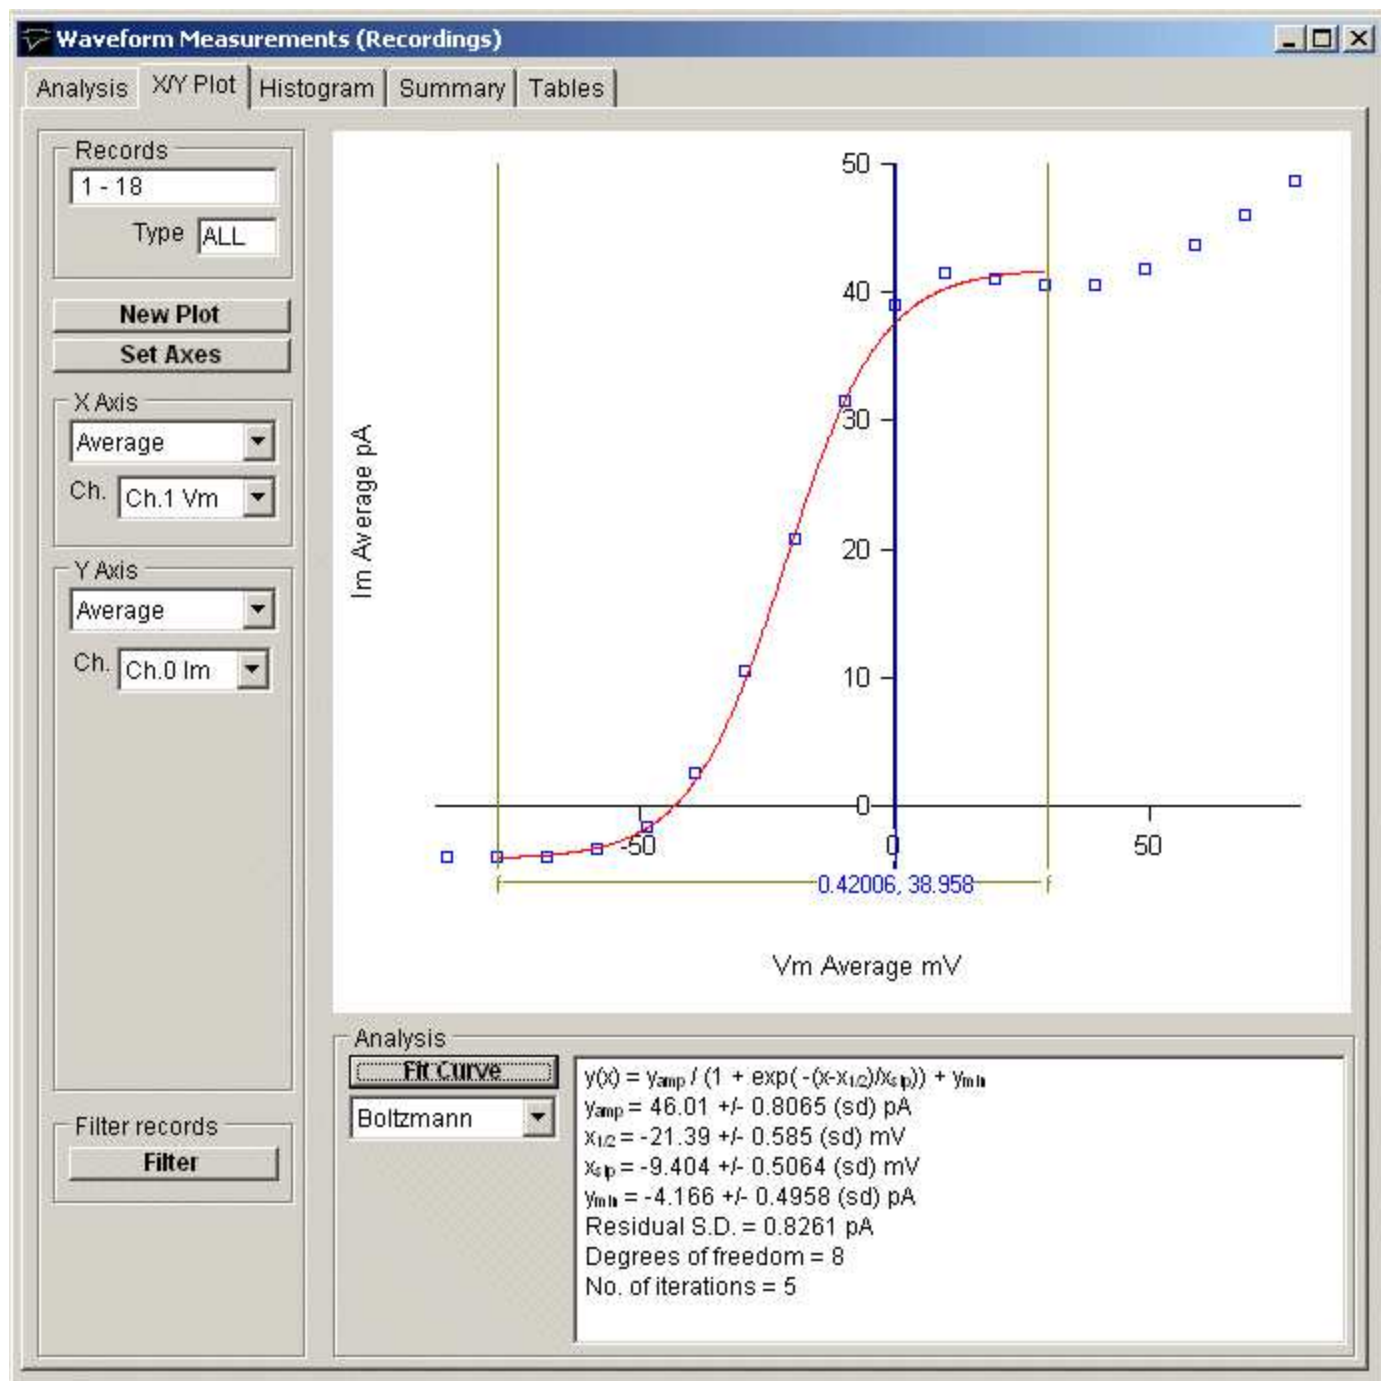 Waveform Measurements (Recordings)
Analysis X/Y Plot Histogram Summary Tables
Records
1 - 18
Type ALL
New Plot
Set Axes
X Axis
Average
Ch. Ch.1 Vm
Y Axis
Average
Ch. Ch.0 Im
Filter records
Filter
50
40
30
20
10
0
-50 0 50
0.42006, 38.958
Im Average pA
Vm Average mV
Analysis
Fit Curve
Boltzmann
y(x) = yamp / (1 + exp( -(x-x1/2)/xslp)) + ymin
yamp = 46.01 +/- 0.8065 (sd) pA
x1/2 = -21.39 +/- 0.585 (sd) mV
xslp = -9.404 +/- 0.5064 (sd) mV
ymin = -4.166 +/- 0.4958 (sd) pA
Residual S.D. = 0.8261 pA
Degrees of freedom = 8
No. of iterations = 5